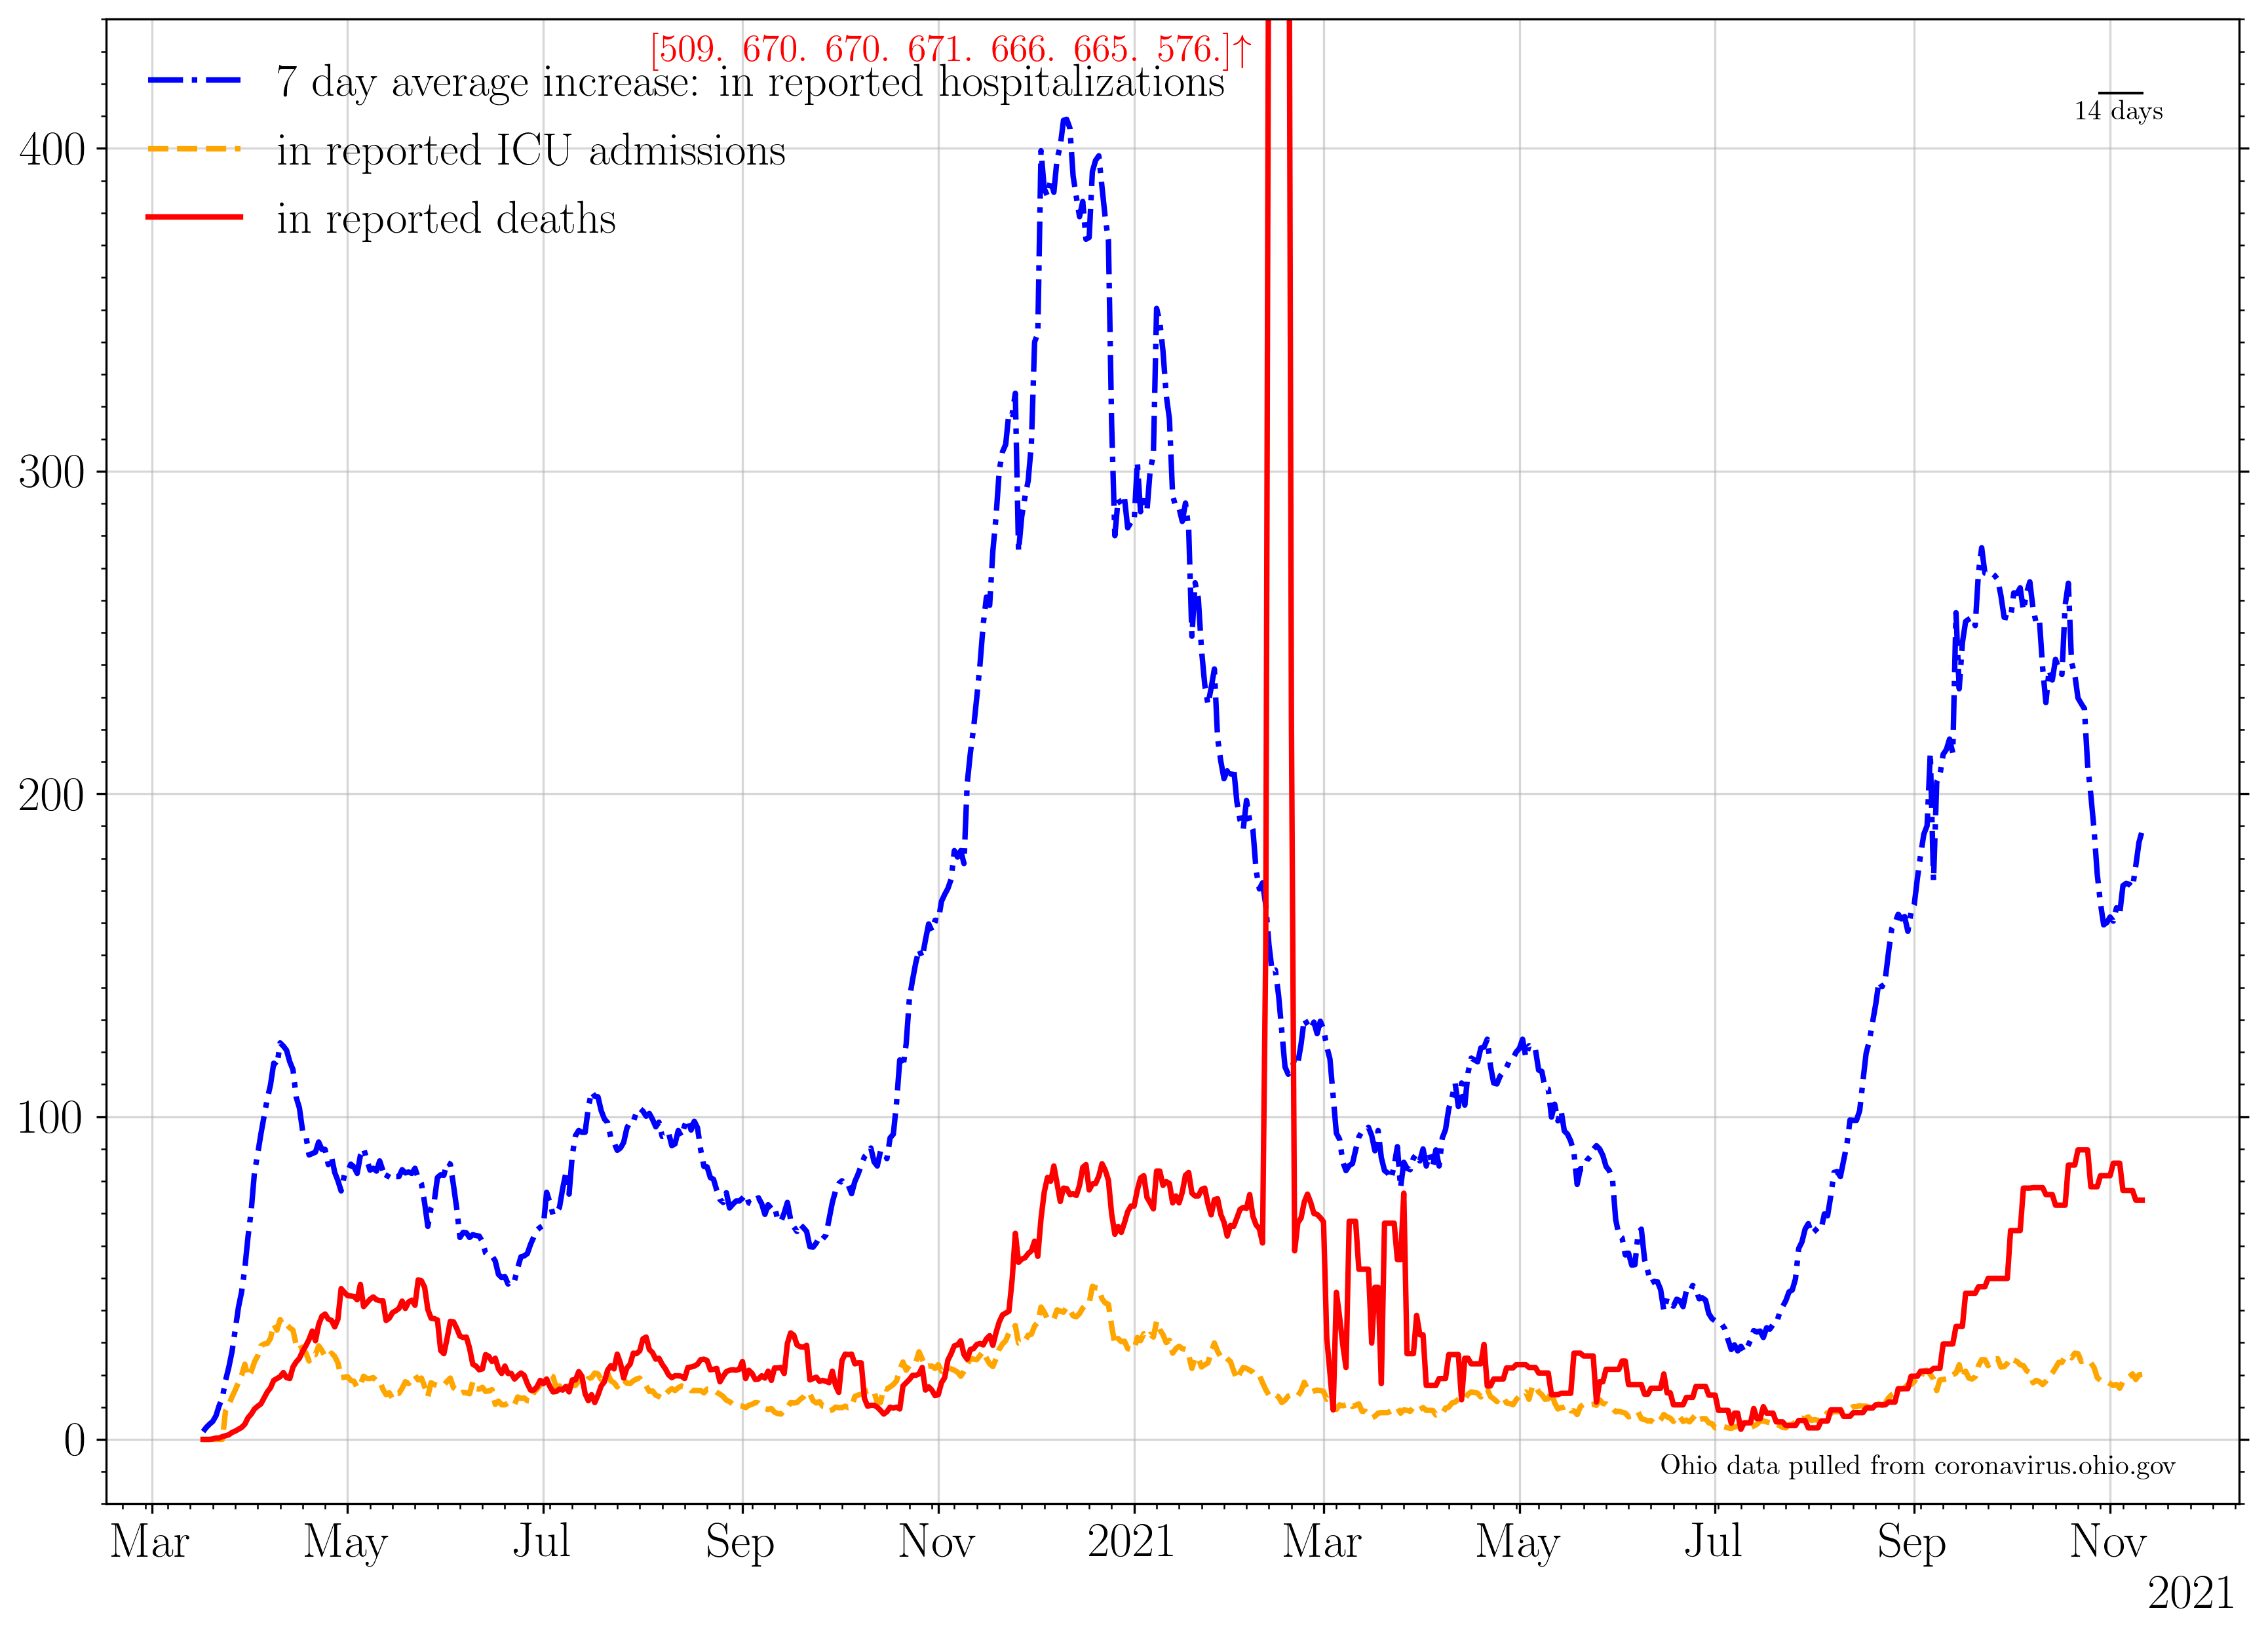 [509. 670. 670. 671. 666. 665. 576.]↑
7 day average increase: in reported hospitalizations
in reported ICU admissions
in reported deaths
14 days
400
300
200
100
0
Ohio data pulled from coronavirus.ohio.gov
Mar May Jul Sep Nov 2021 Mar May Jul Sep Nov
2021